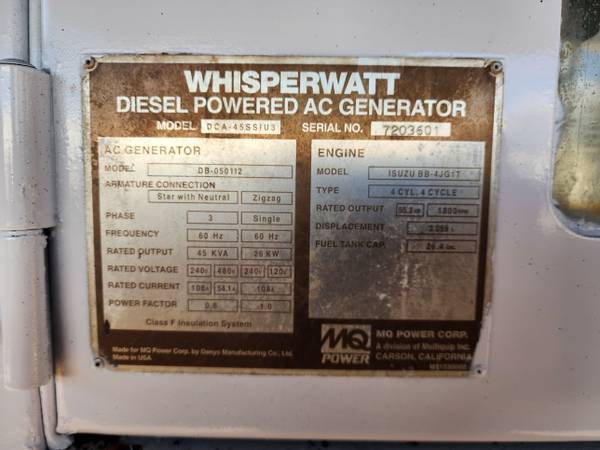 WHISPERWATT
DIESEL POWERED AC GENERATOR
MODEL DCA-45SSIU3 SERIAL NO. 7203601
AC GENERATOR
MODEL DB-050112
ARMATURE CONNECTION
Star with Neutral Zigzag
PHASE 3 Single
FREQUENCY 60 Hz 60 Hz
RATED OUTPUT 45 KVA 26 KW
RATED VOLTAGE 240V 480V 240V 120V
RATED CURRENT 108A 54.1A 108A
POWER FACTOR 0.8 1.0
Class F Insulation System
Made for MQ Power Corp. by Denyo Manufacturing Co., Ltd.
Made in USA
ENGINE
MODEL ISUZU BB-4JG1T
TYPE 4 CYL. 4 CYCLE
RATED OUTPUT 1800RPM
DISPLACEMENT
FUEL TANK CAP. 26.4
MQ
POWER
MQ POWER CORP.
A division of Multiquip Inc.
CARSON, CALIFORNIA